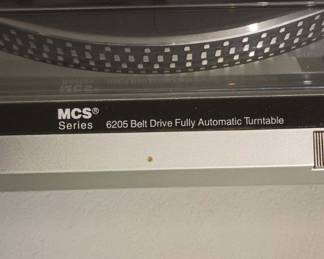 MCS®
Series 6205 Belt Drive Fully Automatic Turntable